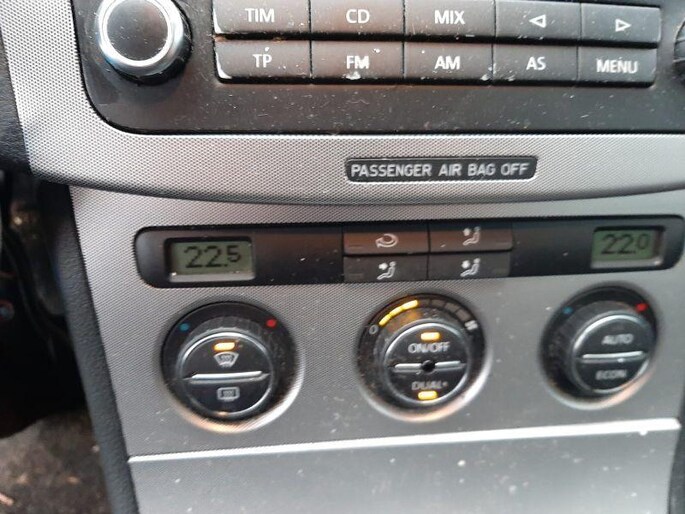 TIM CD MIX
TP FM AM AS MENU
PASSENGER AIR BAG OFF
22.5 22.0
0
ON/OFF AUTO
DUAL ECON